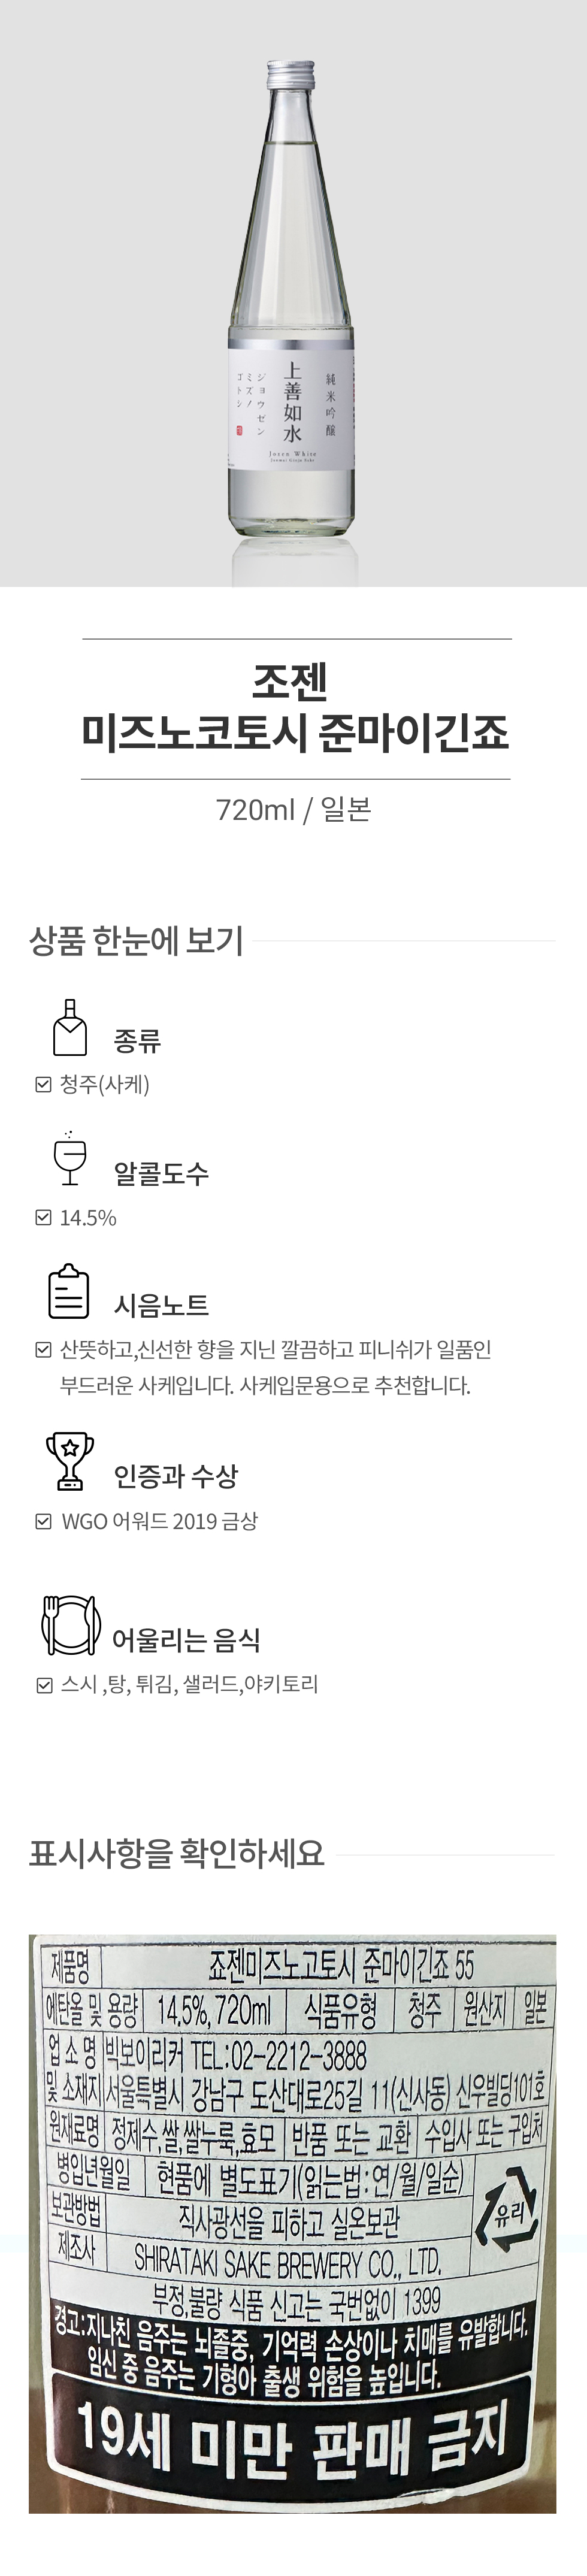 純米吟醸
上善如水
ジョウゼン
ミズノ
ゴトシ
Jozen White
Junmai Ginjo Sake
조젠
미즈노코토시 준마이긴죠
720ml / 일본
상품 한눈에 보기
종류
청주(사케)
알콜도수
14.5%
시음노트
산뜻하고,신선한 향을 지닌 깔끔하고 피니쉬가 일품인
부드러운 사케입니다. 사케입문용으로 추천합니다.
인증과 수상
WGO 어워드 2019 금상
어울리는 음식
스시 ,탕, 튀김, 샐러드,야키토리
표시사항을 확인하세요
제품명 죠젠미즈노고토시 준마이긴죠 55
에탄올 및 용량 14.5%, 720ml 식품유형 청주 원산지 일본
업 소 명 빅보이리커 TEL:02-2212-3888
및 소재지 서울특별시 강남구 도산대로25길 11(신사동) 신우빌딩101호
원재료명 정제수,쌀,쌀누룩,효모 반품 또는 교환 수입사 또는 구입처
병입년월일 현품에 별도표기(읽는법:연/월/일순)
보관방법 직사광선을 피하고 실온보관
유리
제조사 SHIRATAKI SAKE BREWERY CO., LTD.
부정,불량 식품 신고는 국번없이 1399
경고:지나친 음주는 뇌졸중, 기억력 손상이나 치매를 유발합니다.
임신 중 음주는 기형아 출생 위험을 높입니다.
19세 미만 판매 금지